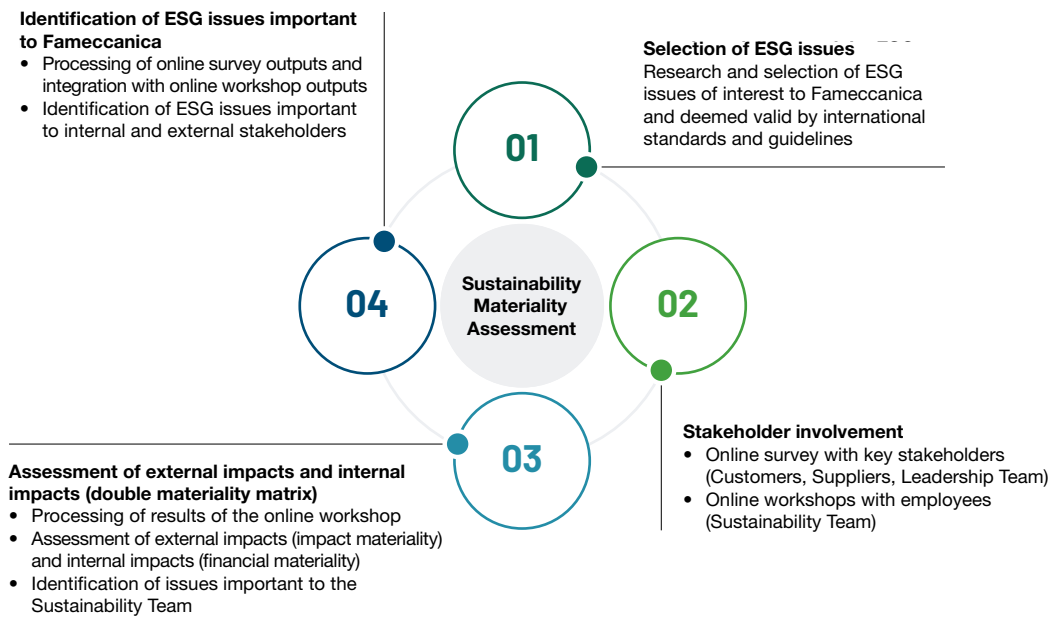 Identification of ESG issues important
to Fameccanica
• Processing of online survey outputs and
integration with online workshop outputs
• Identification of ESG issues important
to internal and external stakeholders
Selection of ESG issues
Research and selection of ESG
issues of interest to Fameccanica
and deemed valid by international
standards and guidelines
01
04
Sustainability
Materiality
Assessment
02
03
Stakeholder involvement
• Online survey with key stakeholders
(Customers, Suppliers, Leadership Team)
• Online workshops with employees
(Sustainability Team)
Assessment of external impacts and internal
impacts (double materiality matrix)
• Processing of results of the online workshop
• Assessment of external impacts (impact materiality)
and internal impacts (financial materiality)
• Identification of issues important to the
Sustainability Team